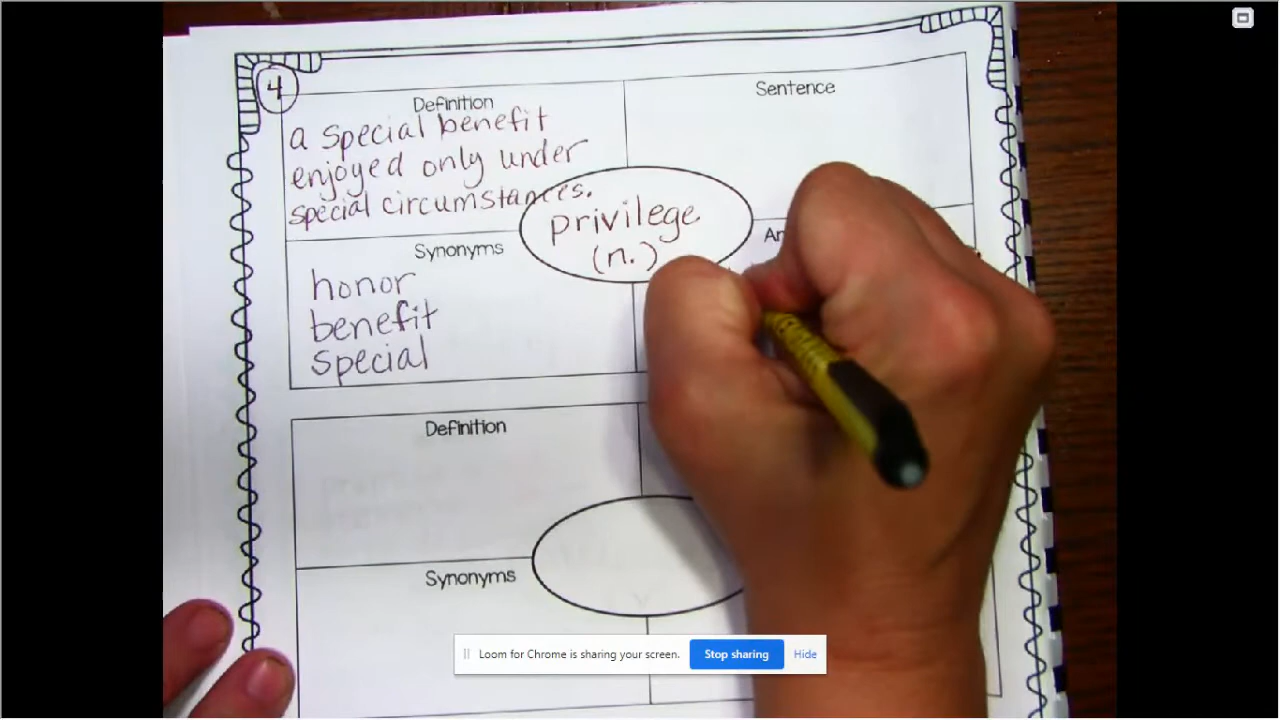 4
Definition
a special benefit
enjoyed only under
special circumstances.
Sentence
privilege
(n.)
Synonyms
honor
benefit
special
Definition
Synonyms
Loom for Chrome is sharing your screen.
Stop sharing
Hide